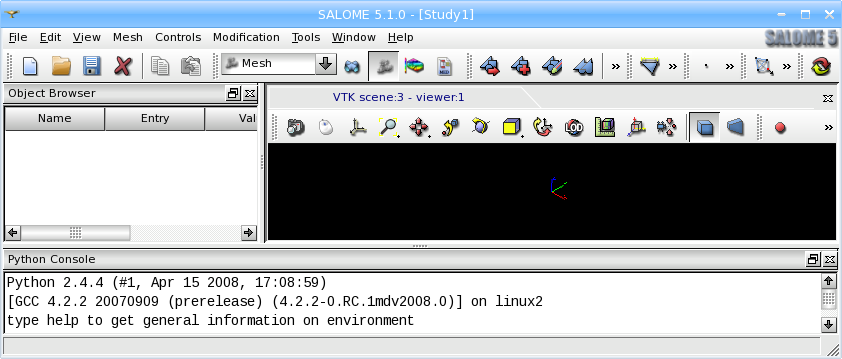 SALOME 5.1.0 - [Study1]
File Edit View Mesh Controls Modification Tools Window Help
SALOME 5
Mesh » » » »
Object Browser
VTK scene:3 - viewer:1
Name Entry Val
LOD »
Python Console
Python 2.4.4 (#1, Apr 15 2008, 17:08:59)
[GCC 4.2.2 20070909 (prerelease) (4.2.2-0.RC.1mdv2008.0)] on linux2
type help to get general information on environment